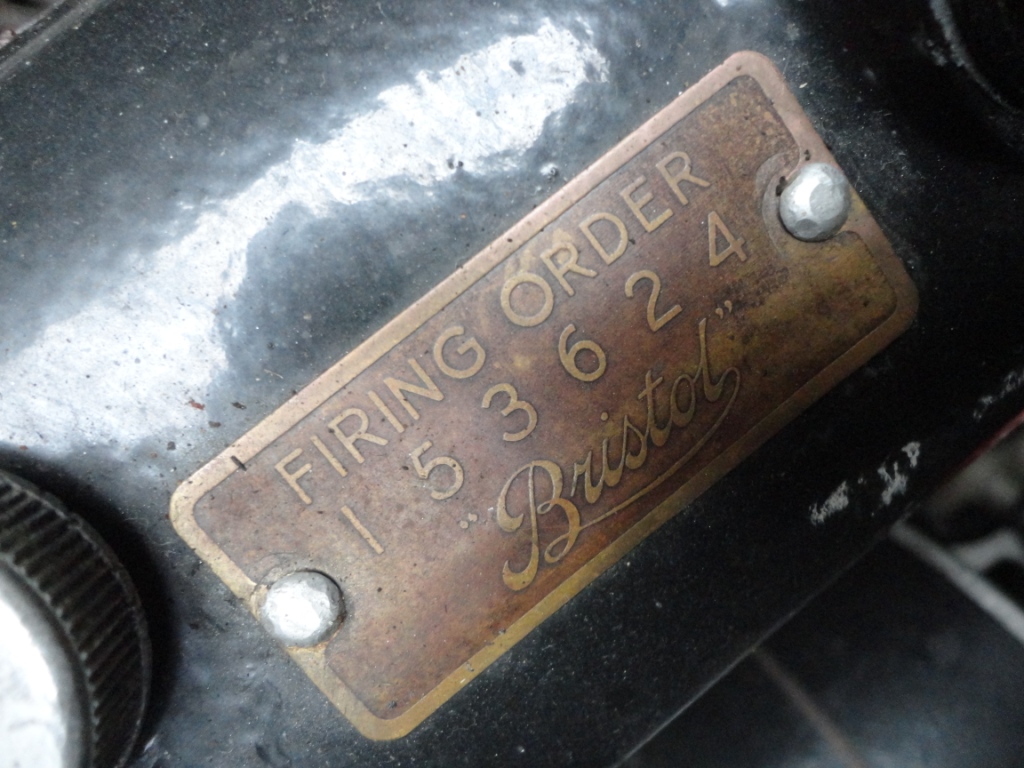 FIRING ORDER
1 5 3 6 2 4
"Bristol"